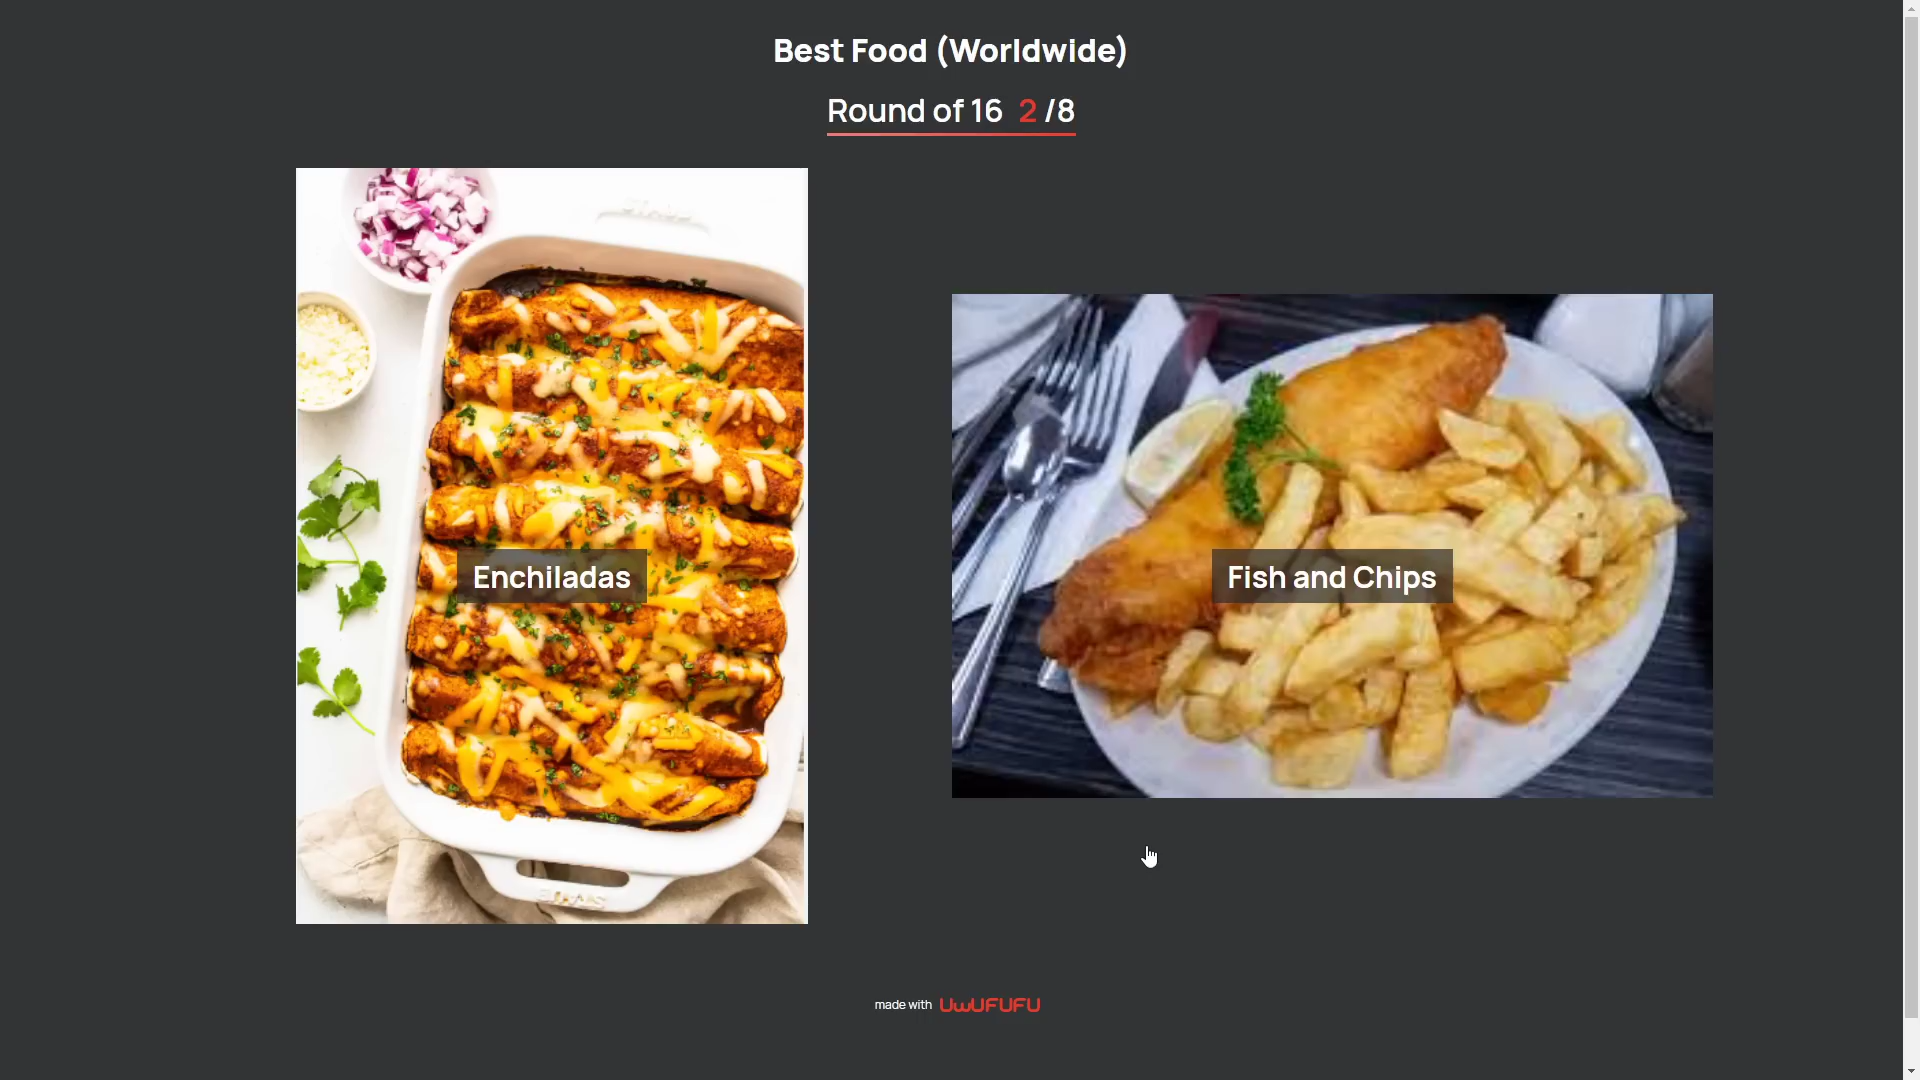 Best Food (Worldwide)
Round of 16 2 /8
Enchiladas
Fish and Chips
made with UwUFUFU